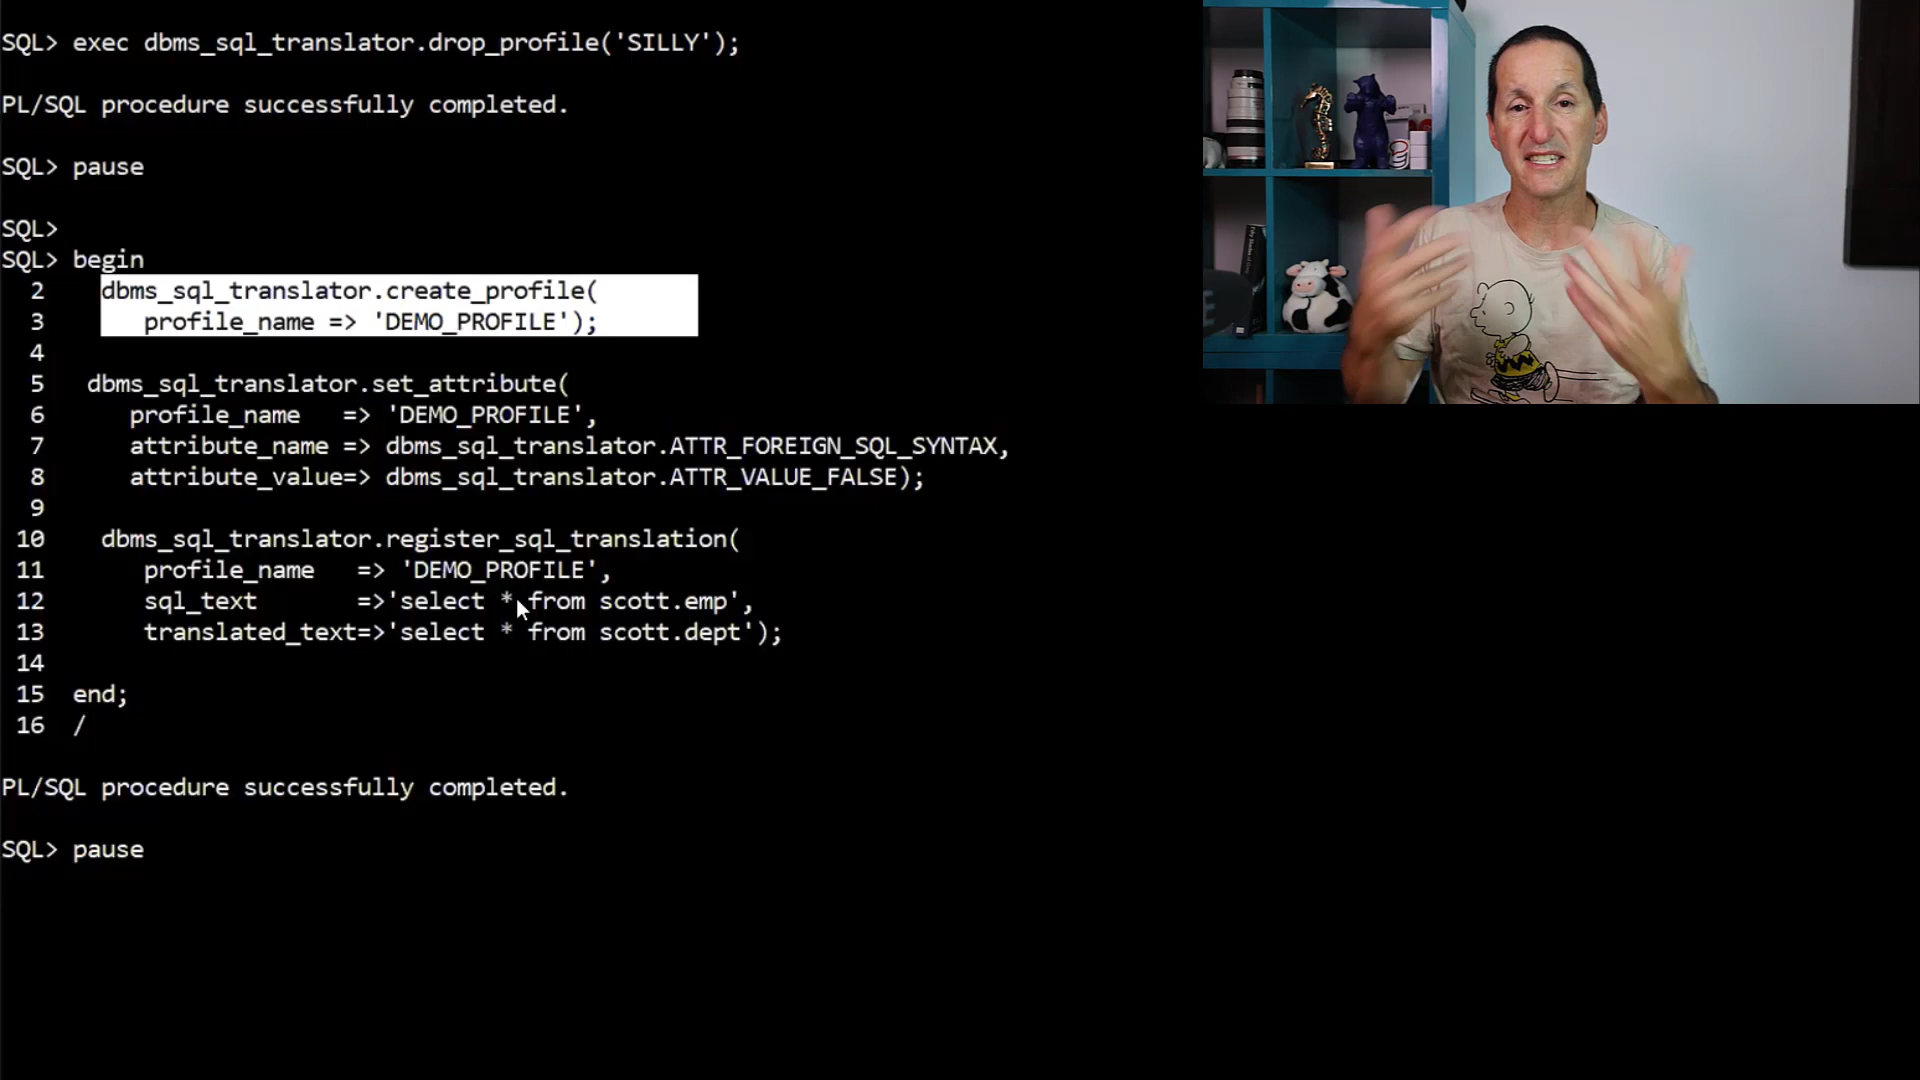 SQL> exec dbms_sql_translator.drop_profile('SILLY');
PL/SQL procedure successfully completed.
SQL> pause
SQL>
SQL> begin
2 dbms_sql_translator.create_profile(
3 profile_name => 'DEMO_PROFILE');
4
5 dbms_sql_translator.set_attribute(
6 profile_name => 'DEMO_PROFILE',
7 attribute_name => dbms_sql_translator.ATTR_FOREIGN_SQL_SYNTAX,
8 attribute_value=> dbms_sql_translator.ATTR_VALUE_FALSE);
9
10 dbms_sql_translator.register_sql_translation(
11 profile_name => 'DEMO_PROFILE',
12 sql_text =>'select * from scott.emp',
13 translated_text=>'select * from scott.dept');
14
15 end;
16 /
PL/SQL procedure successfully completed.
SQL> pause